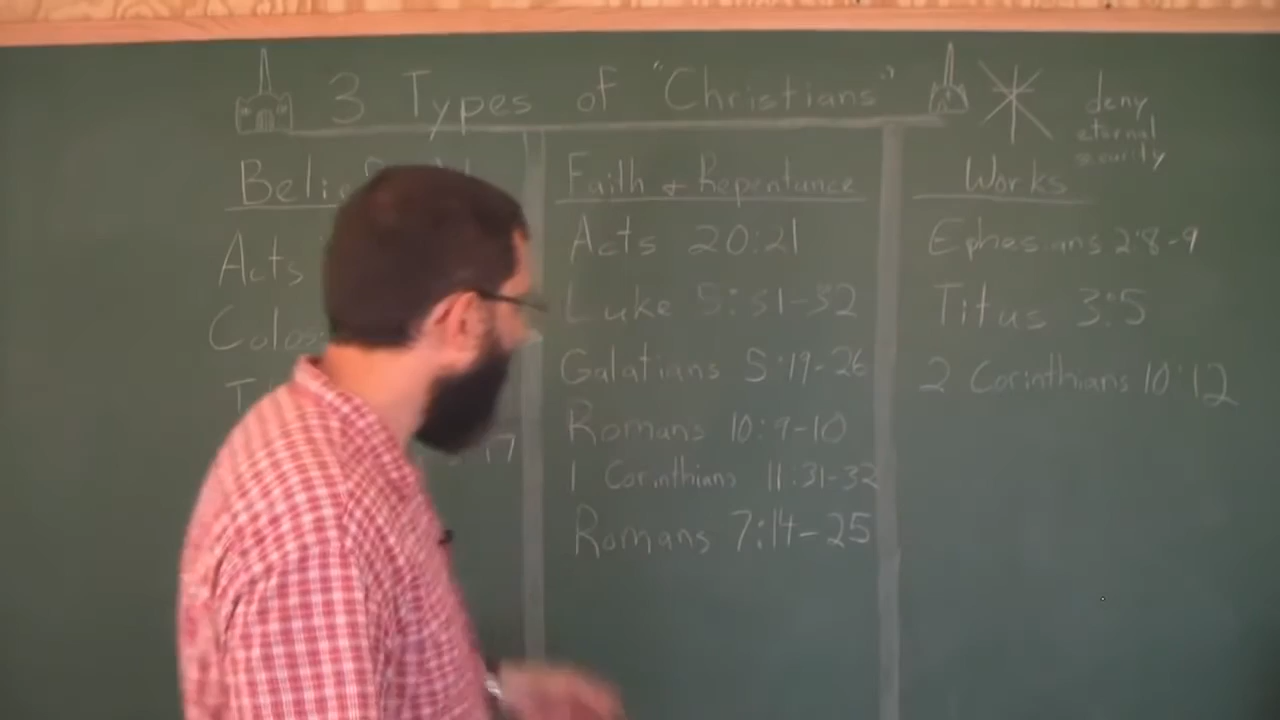 3 Types of "Christians"
deny
eternal
security
Acts
Faith & Repentance
Acts 20:21
Luke 5:31-32
Galatians 5:19-26
Romans 10:9-10
1 Corinthians 11:31-32
Romans 7:14-25
Works
Ephesians 2:8-9
Titus 3:5
2 Corinthians 10:12